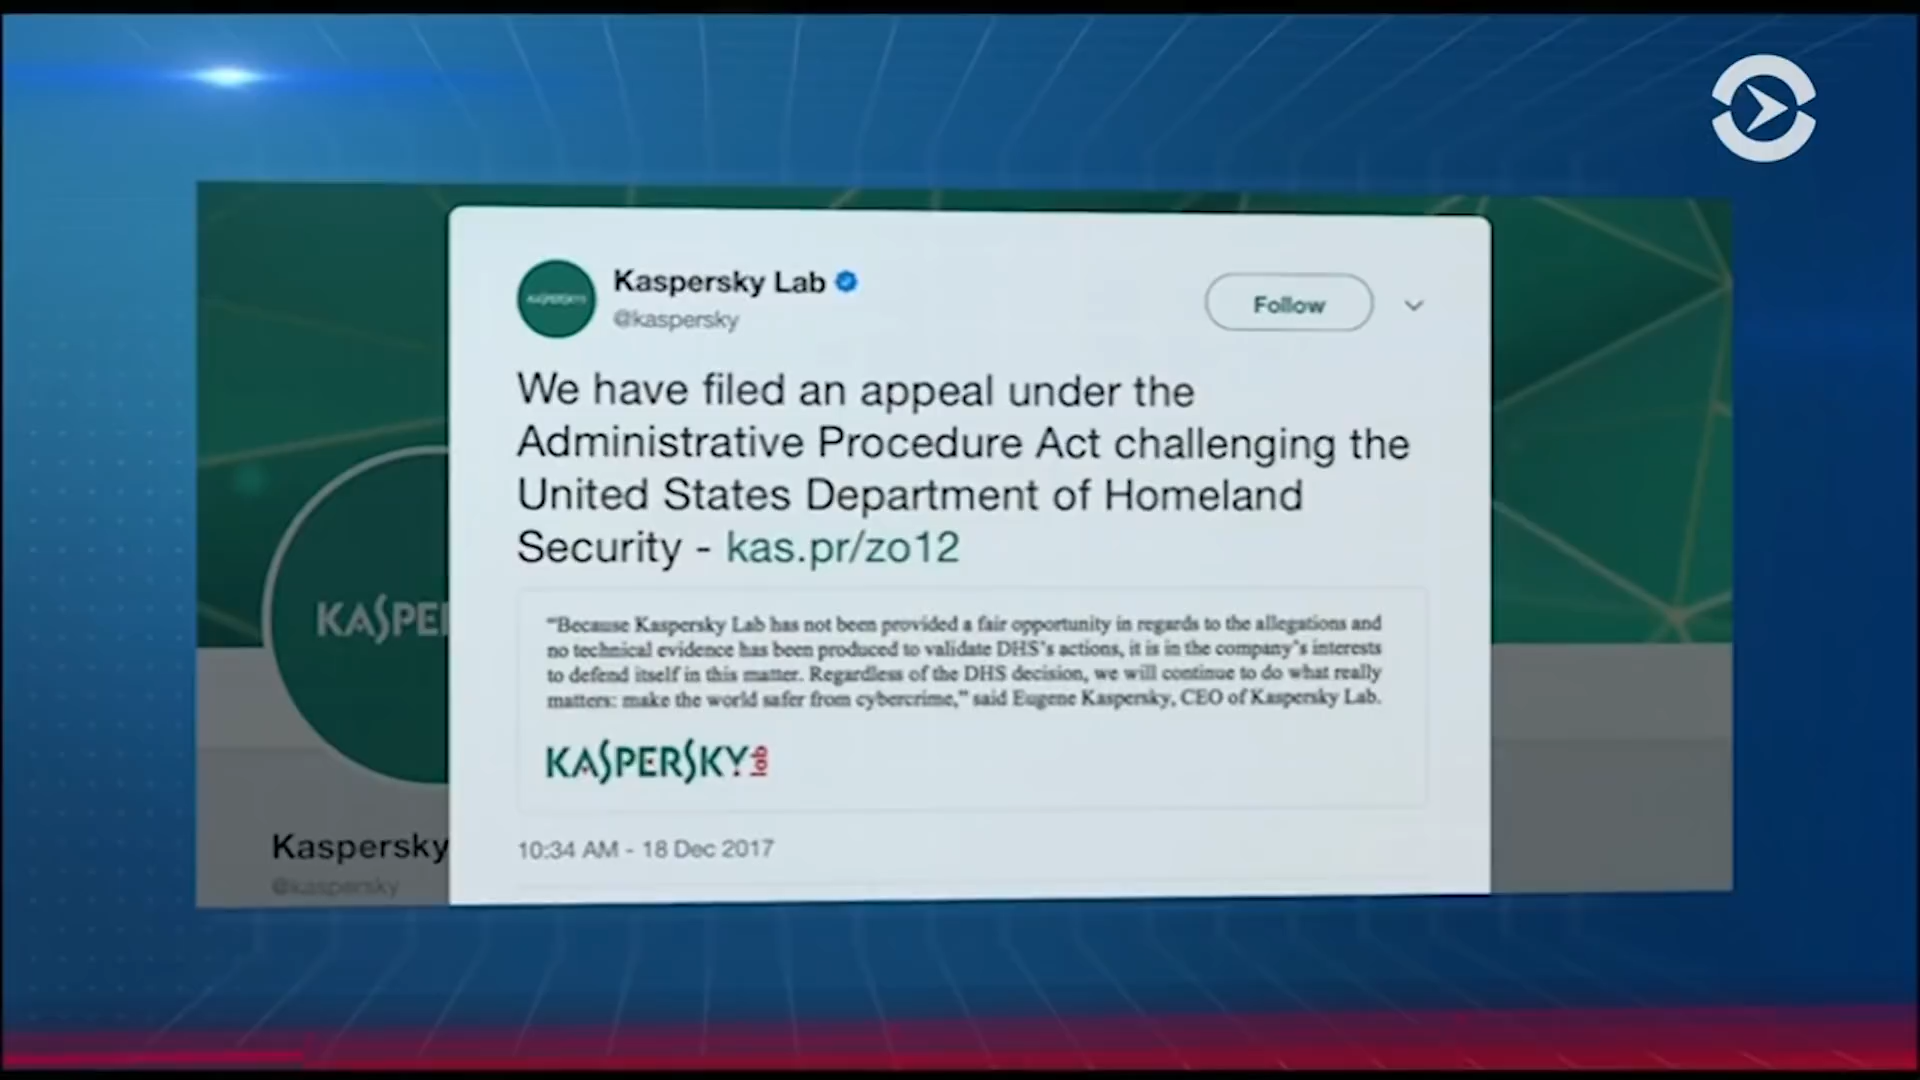 Kaspersky Lab
@kaspersky
Follow
We have filed an appeal under the
Administrative Procedure Act challenging the
United States Department of Homeland
Security - kas.pr/zo12
"Because Kaspersky Lab has not been provided a fair opportunity in regards to the allegations and
no technical evidence has been produced to validate DHS's actions, it is in the company's interests
to defend itself in this matter. Regardless of the DHS decision, we will continue to do what really
matters: make the world safer from cybercrime," said Eugene Kaspersky, CEO of Kaspersky Lab.
KASPERSKY lab
10:34 AM - 18 Dec 2017
KASPE
Kaspersky
@kaspersky